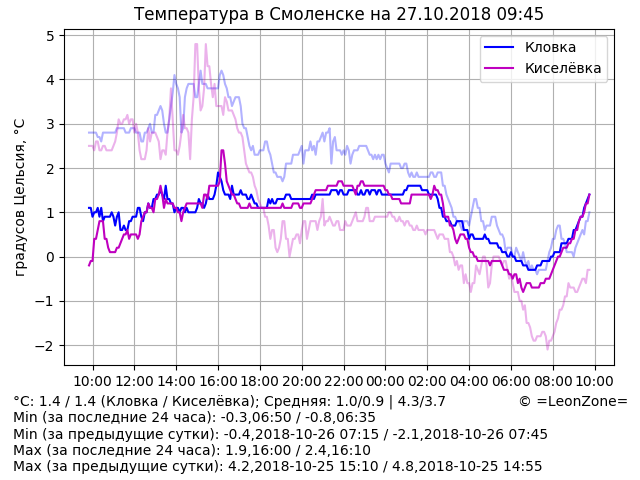 Температура в Смоленске на 27.10.2018 09:45
Кловка
Киселёвка
градусов Цельсия, °C
5
4
3
2
1
0
−1
−2
10:00 12:00 14:00 16:00 18:00 20:00 22:00 00:00 02:00 04:00 06:00 08:00 10:00
°C: 1.4 / 1.4 (Кловка / Киселёвка); Средняя: 1.0/0.9 | 4.3/3.7 © =LeonZone=
Min (за последние 24 часа): -0.3,06:50 / -0.8,06:35
Min (за предыдущие сутки): -0.4,2018-10-26 07:15 / -2.1,2018-10-26 07:45
Max (за последние 24 часа): 1.9,16:00 / 2.4,16:10
Max (за предыдущие сутки): 4.2,2018-10-25 15:10 / 4.8,2018-10-25 14:55